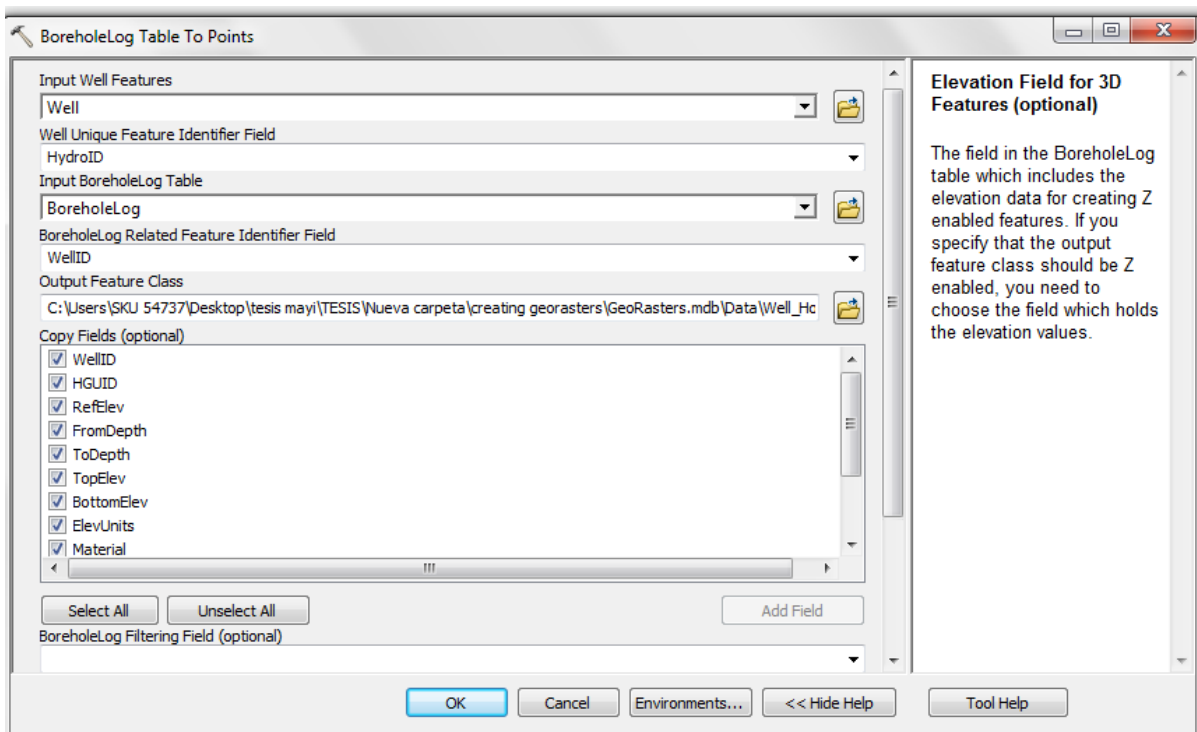 BoreholeLog Table To Points
Input Well Features
Well
Well Unique Feature Identifier Field
HydroID
Input BoreholeLog Table
BoreholeLog
BoreholeLog Related Feature Identifier Field
WellID
Output Feature Class
C:\Users\SKU 54737\Desktop\tesis mayi\TESIS\Nueva carpeta\creating georasters\GeoRasters.mdb\Data\Well_Ho
Copy Fields (optional)
WellID
HGUID
RefElev
FromDepth
ToDepth
TopElev
BottomElev
ElevUnits
Material
Select All
Unselect All
Add Field
BoreholeLog Filtering Field (optional)
Elevation Field for 3D
Features (optional)
The field in the BoreholeLog
table which includes the
elevation data for creating Z
enabled features. If you
specify that the output
feature class should be Z
enabled, you need to
choose the field which holds
the elevation values.
OK
Cancel
Environments...
<< Hide Help
Tool Help